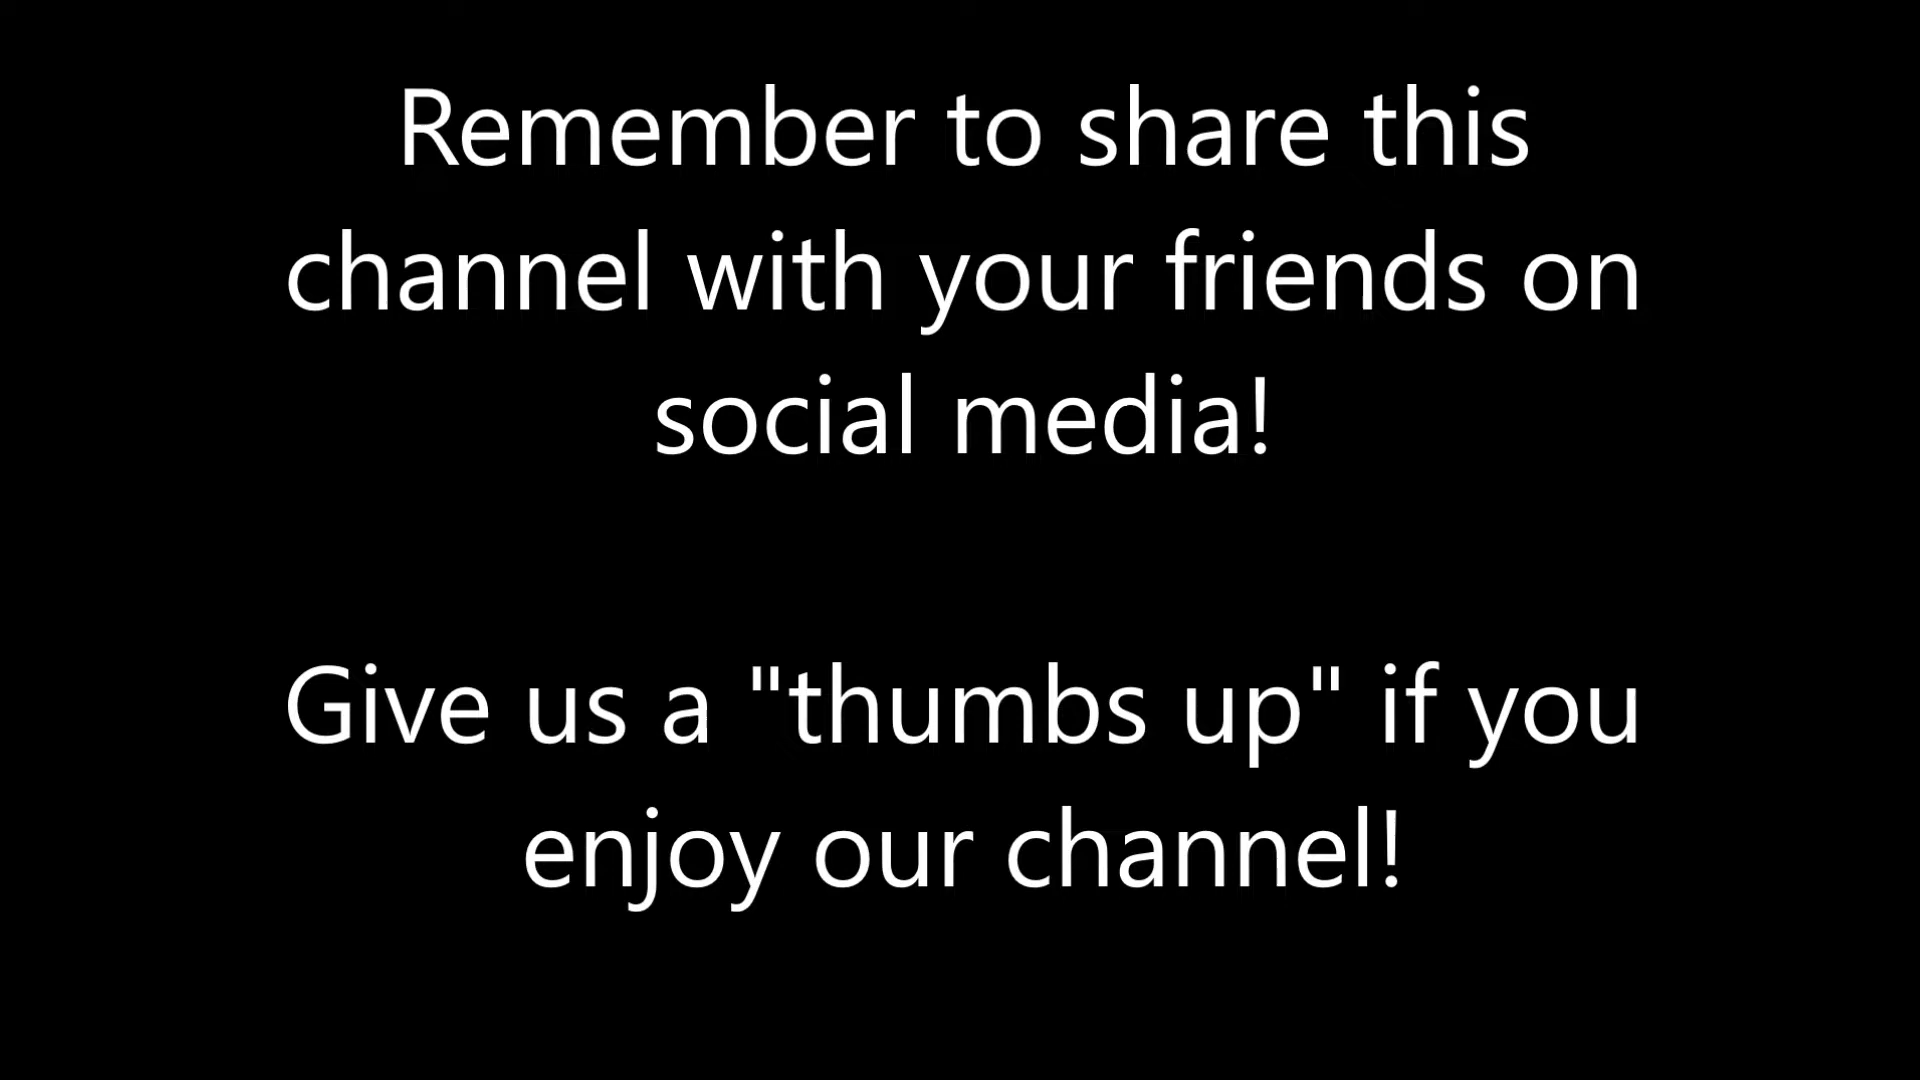 Remember to share this
channel with your friends on
social media!
Give us a "thumbs up" if you
enjoy our channel!